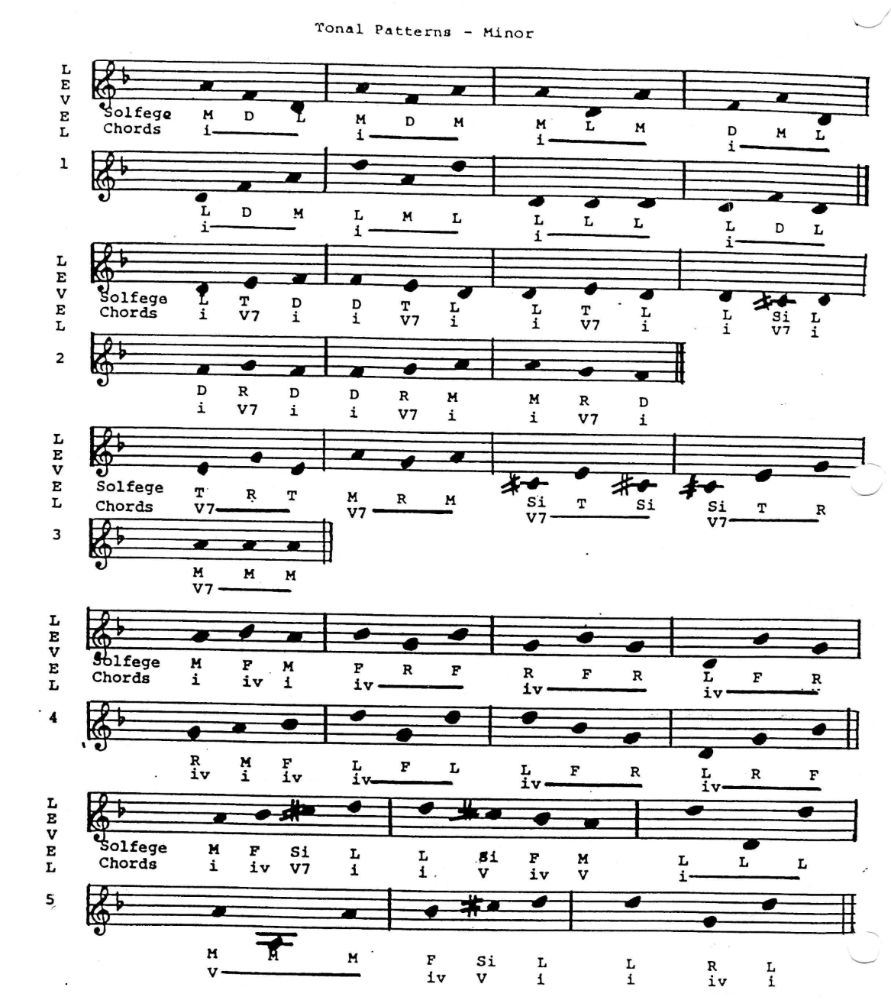 Tonal Patterns - Minor
LEVEL
Solfege M D L M D M M L M D M L
Chords i i i i
1
L D M L M L L L L L D L
i i i i
LEVEL
Solfege L T D D T L L T L L Si L
Chords i V7 i i V7 i i V7 i i V7 i
2
D R D D R M M R D
i V7 i i V7 i i V7 i
LEVEL
Solfege T R T M R M Si T Si Si T R
Chords V7 V7 V7 V7
3
M M M
V7
LEVEL
Solfege M F M F R F R F R L F R
Chords i iv i iv iv iv
4
R M F L F L L F R L R F
iv i iv iv iv iv
LEVEL
Solfege M F Si L L Si F M L L L
Chords i iv V7 i i V iv V i
5
M M M F Si L L R L
V iv V i i iv i